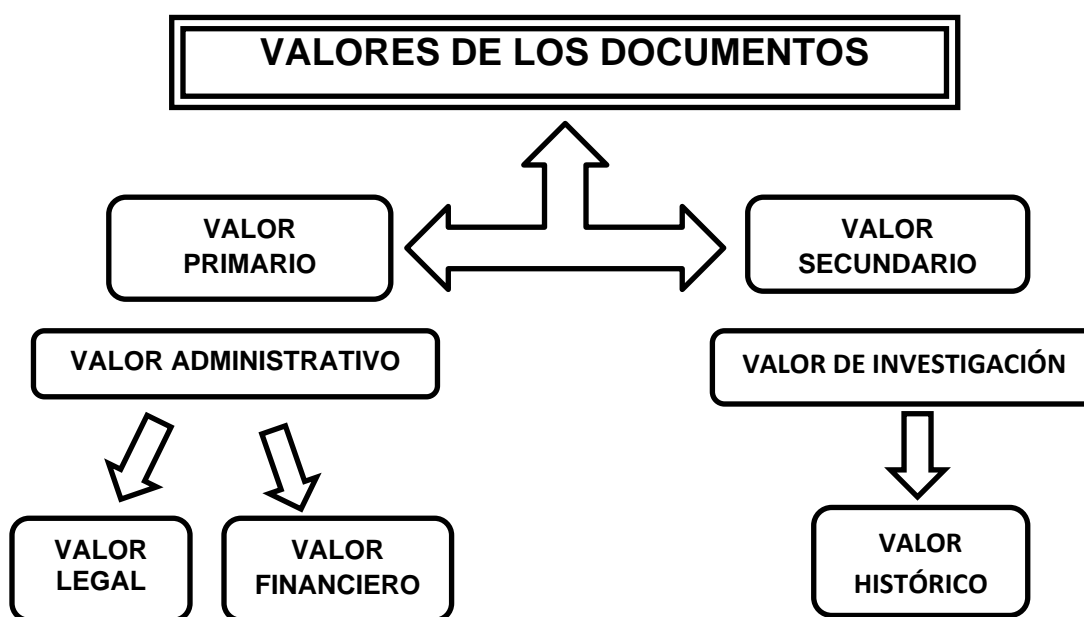 VALORES DE LOS DOCUMENTOS
VALOR
PRIMARIO
VALOR
SECUNDARIO
VALOR ADMINISTRATIVO
VALOR DE INVESTIGACIÓN
VALOR
LEGAL
VALOR
FINANCIERO
VALOR
HISTÓRICO